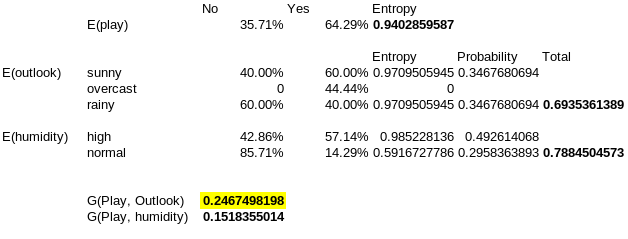 No Yes Entropy
E(play) 35.71% 64.29% 0.9402859587
Entropy Probability Total
E(outlook) sunny 40.00% 60.00% 0.9709505945 0.3467680694
overcast 0 44.44% 0
rainy 60.00% 40.00% 0.9709505945 0.3467680694 0.6935361389
E(humidity) high 42.86% 57.14% 0.985228136 0.492614068
normal 85.71% 14.29% 0.5916727786 0.2958363893 0.7884504573
G(Play, Outlook) 0.2467498198
G(Play, humidity) 0.1518355014